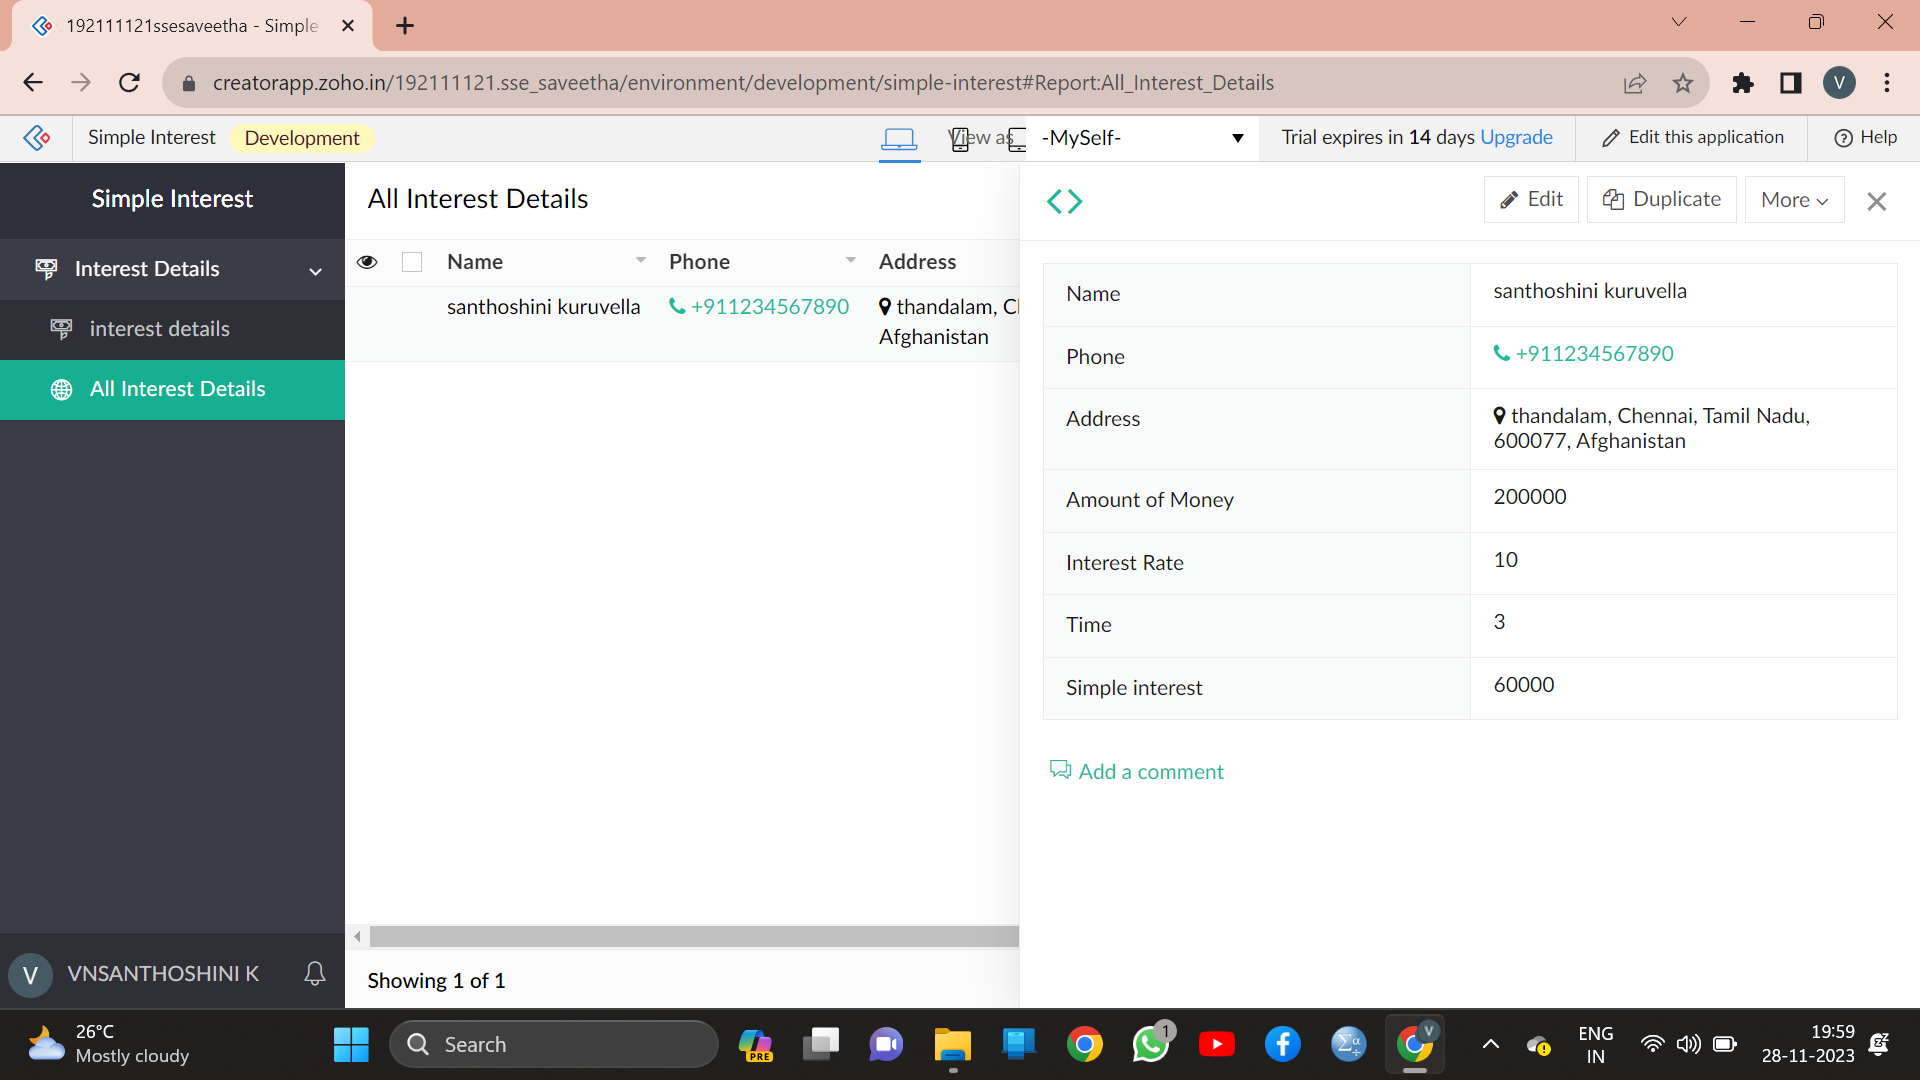 192111121ssesaveetha - Simple
creatorapp.zoho.in/192111121.sse_saveetha/environment/development/simple-interest#Report:All_Interest_Details
V
Simple Interest
Development
View as
-MySelf-
Trial expires in 14 days Upgrade
Edit this application
Help
Simple Interest
Interest Details
interest details
All Interest Details
VNSANTHOSHINI K
V
All Interest Details
Name Phone Address
santhoshini kuruvella +911234567890 thandalam, Cl
Afghanistan
Showing 1 of 1
Edit Duplicate More
Name santhoshini kuruvella
Phone +911234567890
Address thandalam, Chennai, Tamil Nadu,
600077, Afghanistan
Amount of Money 200000
Interest Rate 10
Time 3
Simple interest 60000
Add a comment
26°C
Mostly cloudy
Search
PRE
1
V
ENG
IN
19:59
28-11-2023